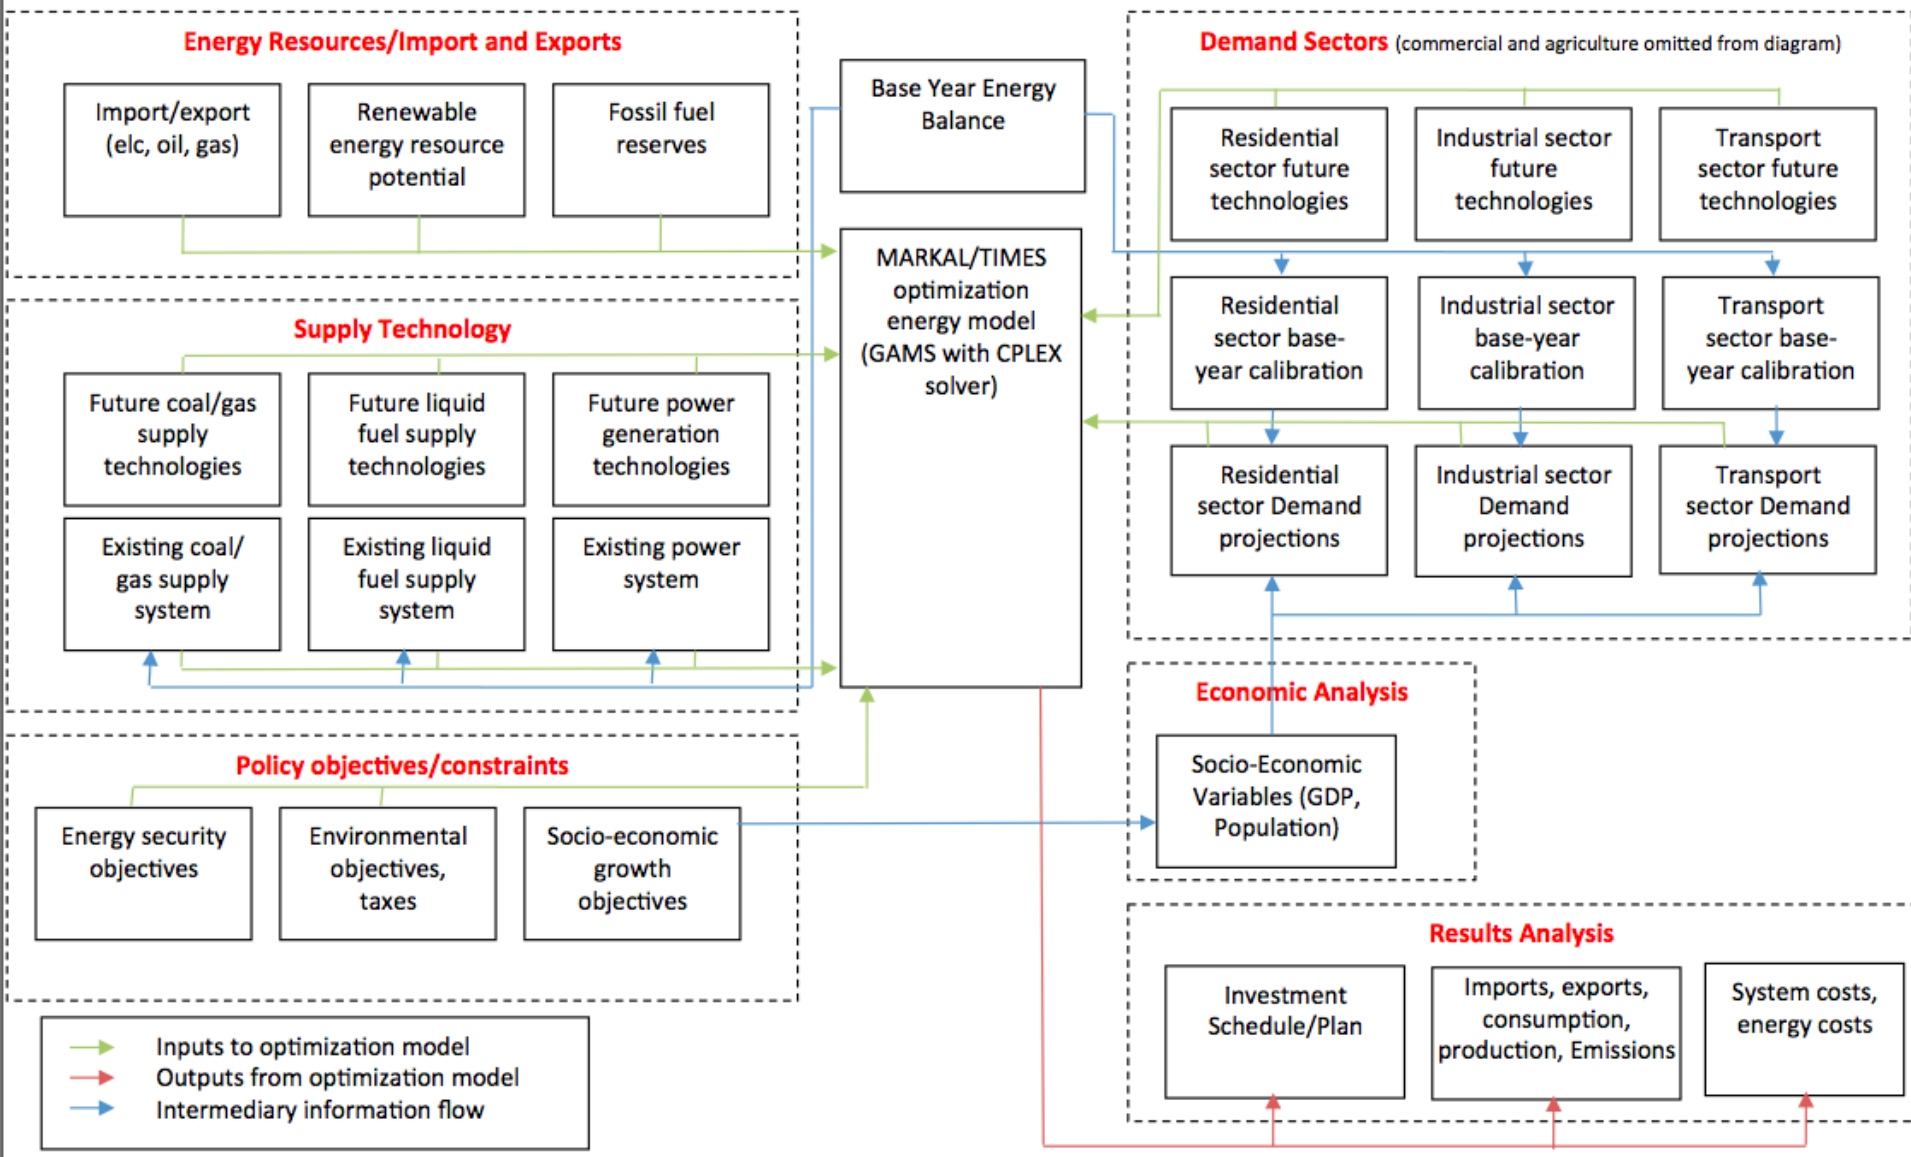 Energy Resources/Import and Exports
Import/export
(elc, oil, gas)
Renewable
energy resource
potential
Fossil fuel
reserves
Supply Technology
Future coal/gas
supply
technologies
Future liquid
fuel supply
technologies
Future power
generation
technologies
Existing coal/
gas supply
system
Existing liquid
fuel supply
system
Existing power
system
Policy objectives/constraints
Energy security
objectives
Environmental
objectives,
taxes
Socio-economic
growth
objectives
Inputs to optimization model
Outputs from optimization model
Intermediary information flow
Base Year Energy
Balance
MARKAL/TIMES
optimization
energy model
(GAMS with CPLEX
solver)
Demand Sectors (commercial and agriculture omitted from diagram)
Residential
sector future
technologies
Industrial sector
future
technologies
Transport
sector future
technologies
Residential
sector base-
year calibration
Industrial sector
base-year
calibration
Transport
sector base-
year calibration
Residential
sector Demand
projections
Industrial sector
Demand
projections
Transport
sector Demand
projections
Economic Analysis
Socio-Economic
Variables (GDP,
Population)
Results Analysis
Investment
Schedule/Plan
Imports, exports,
consumption,
production, Emissions
System costs,
energy costs